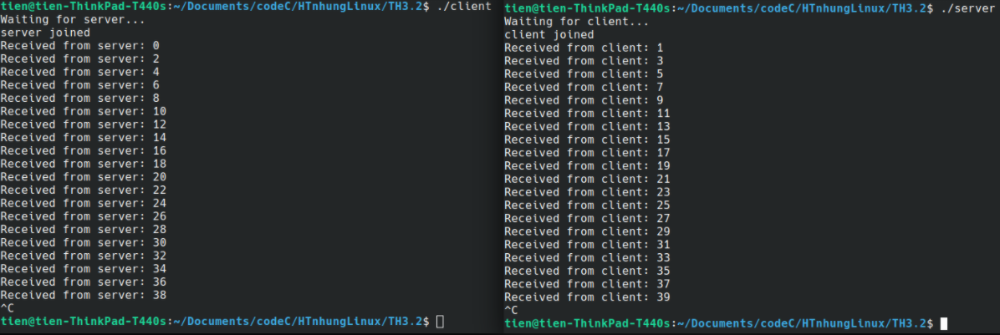 tien@tien-ThinkPad-T440s:~/Documents/codeC/HTnhungLinux/TH3.2$ ./client
Waiting for server...
server joined
Received from server: 0
Received from server: 2
Received from server: 4
Received from server: 6
Received from server: 8
Received from server: 10
Received from server: 12
Received from server: 14
Received from server: 16
Received from server: 18
Received from server: 20
Received from server: 22
Received from server: 24
Received from server: 26
Received from server: 28
Received from server: 30
Received from server: 32
Received from server: 34
Received from server: 36
Received from server: 38
^C
tien@tien-ThinkPad-T440s:~/Documents/codeC/HTnhungLinux/TH3.2$
tien@tien-ThinkPad-T440s:~/Documents/codeC/HTnhungLinux/TH3.2$ ./server
Waiting for client...
client joined
Received from client: 1
Received from client: 3
Received from client: 5
Received from client: 7
Received from client: 9
Received from client: 11
Received from client: 13
Received from client: 15
Received from client: 17
Received from client: 19
Received from client: 21
Received from client: 23
Received from client: 25
Received from client: 27
Received from client: 29
Received from client: 31
Received from client: 33
Received from client: 35
Received from client: 37
Received from client: 39
^C
tien@tien-ThinkPad-T440s:~/Documents/codeC/HTnhungLinux/TH3.2$